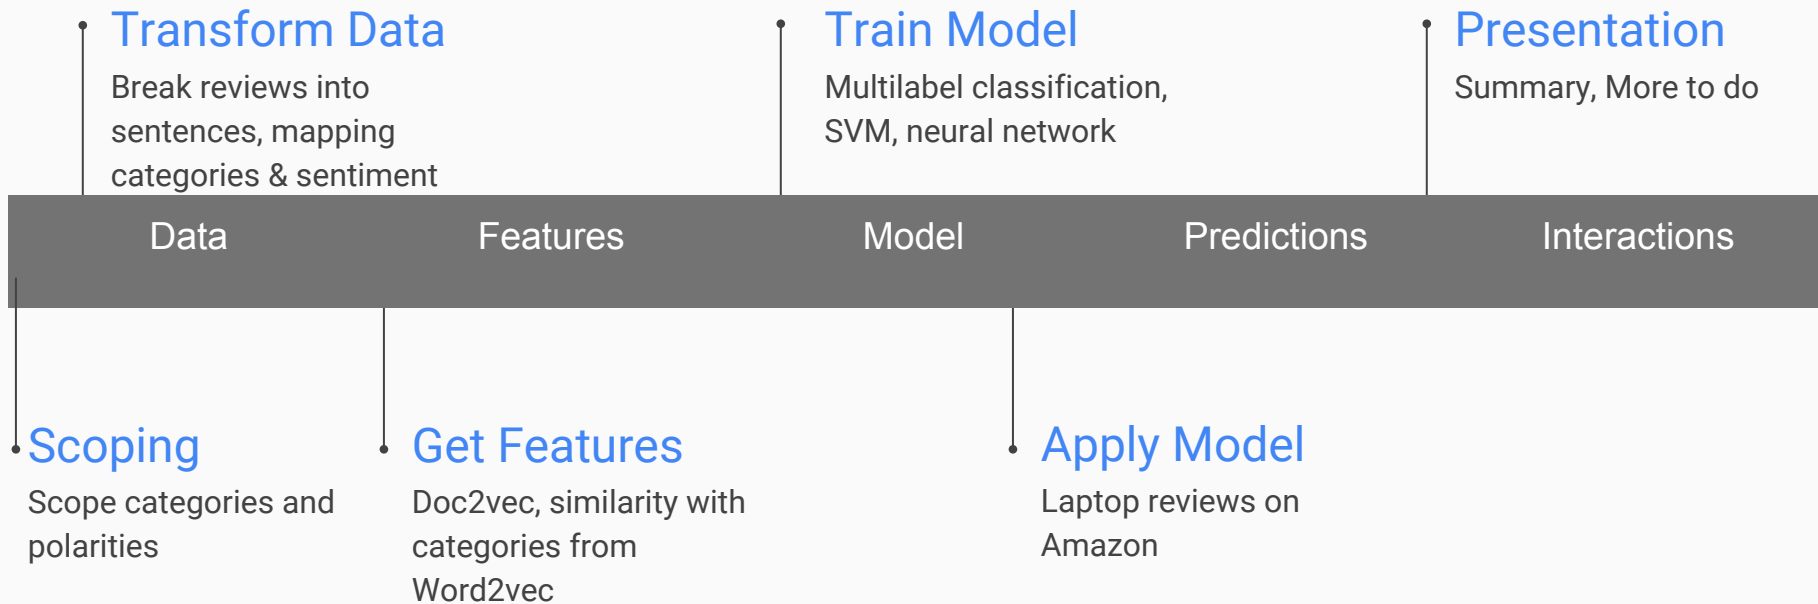 Transform Data
Break reviews into
sentences, mapping
categories & sentiment
Train Model
Multilabel classification,
SVM, neural network
Presentation
Summary, More to do
Data
Features
Model
Predictions
Interactions
Scoping
Scope categories and
polarities
Get Features
Doc2vec, similarity with
categories from
Word2vec
Apply Model
Laptop reviews on
Amazon